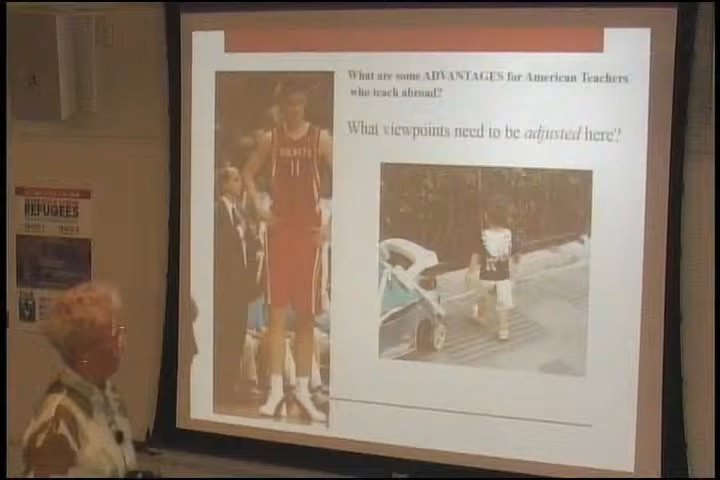 What are some ADVANTAGES for American Teachers
who teach abroad?
What viewpoints need to be adjusted here?
11
REFUGEES